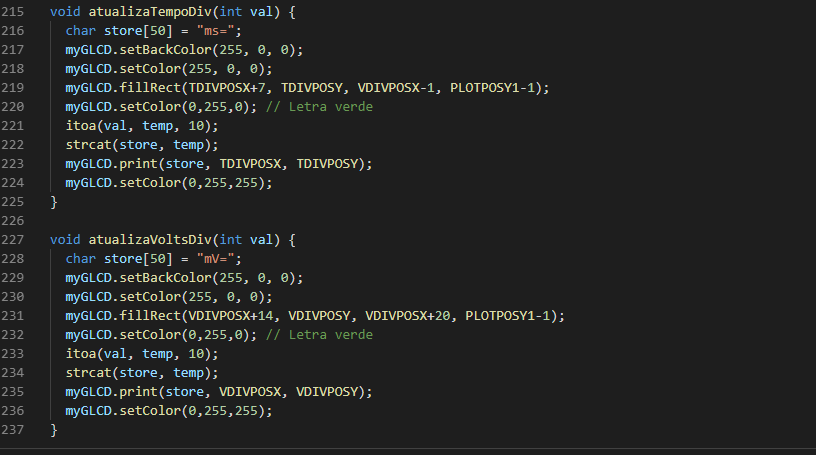 215 void atualizaTempoDiv(int val) {
216 char store[50] = "ms=";
217 myGLCD.setBackColor(255, 0, 0);
218 myGLCD.setColor(255, 0, 0);
219 myGLCD.fillRect(TDIVPOSX+7, TDIVPOSY, VDIVPOSX-1, PLOTPOSY1-1);
220 myGLCD.setColor(0,255,0); // Letra verde
221 itoa(val, temp, 10);
222 strcat(store, temp);
223 myGLCD.print(store, TDIVPOSX, TDIVPOSY);
224 myGLCD.setColor(0,255,255);
225 }
226
227 void atualizaVoltsDiv(int val) {
228 char store[50] = "mV=";
229 myGLCD.setBackColor(255, 0, 0);
230 myGLCD.setColor(255, 0, 0);
231 myGLCD.fillRect(VDIVPOSX+14, VDIVPOSY, VDIVPOSX+20, PLOTPOSY1-1);
232 myGLCD.setColor(0,255,0); // Letra verde
233 itoa(val, temp, 10);
234 strcat(store, temp);
235 myGLCD.print(store, VDIVPOSX, VDIVPOSY);
236 myGLCD.setColor(0,255,255);
237 }